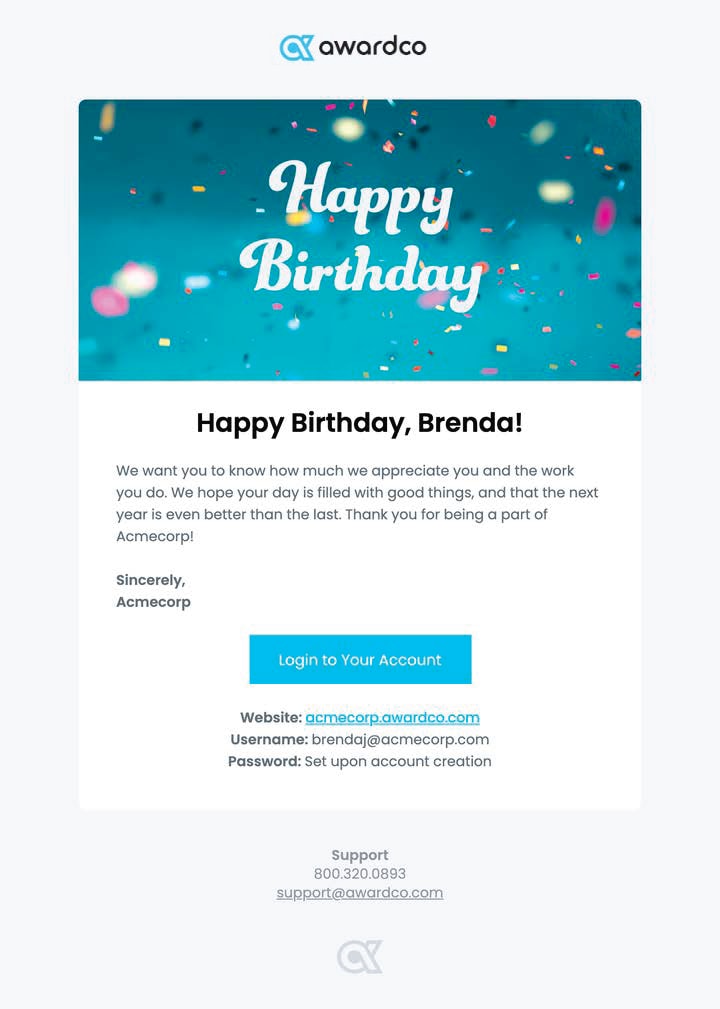 awardco
Happy
Birthday
Happy Birthday, Brenda!
We want you to know how much we appreciate you and the work
you do. We hope your day is filled with good things, and that the next
year is even better than the last. Thank you for being a part of
Acmecorp!
Sincerely,
Acmecorp
Login to Your Account
Website: acmecorp.awardco.com
Username: brendaj@acmecorp.com
Password: Set upon account creation
Support
800.320.0893
support@awardco.com